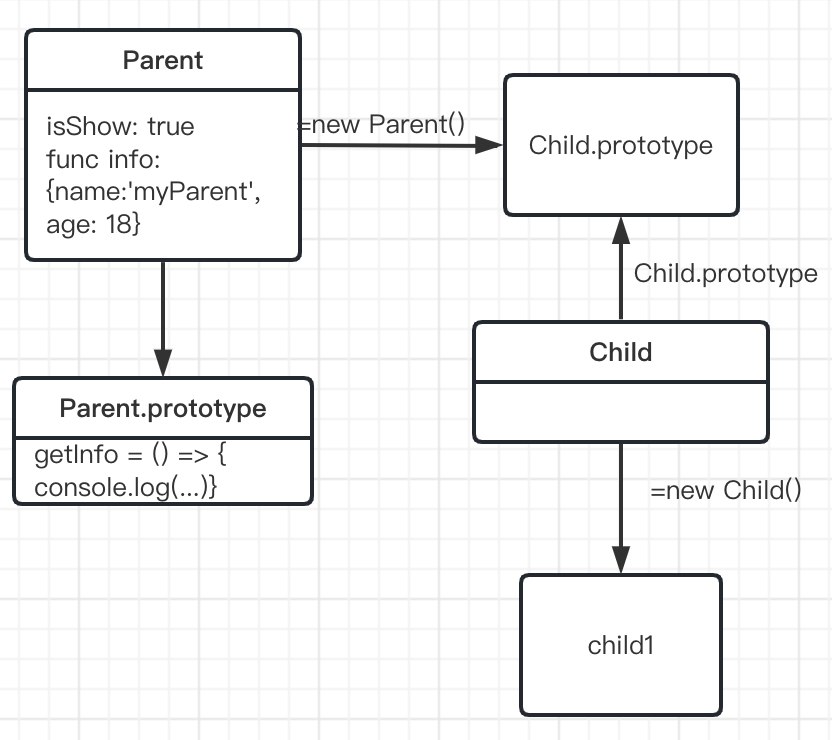 Parent
isShow: true
func info:
{name:'myParent',
age: 18}
=new Parent()
Child.prototype
Child.prototype
Child
Parent.prototype
getInfo = () => {
console.log(...)}
=new Child()
child1